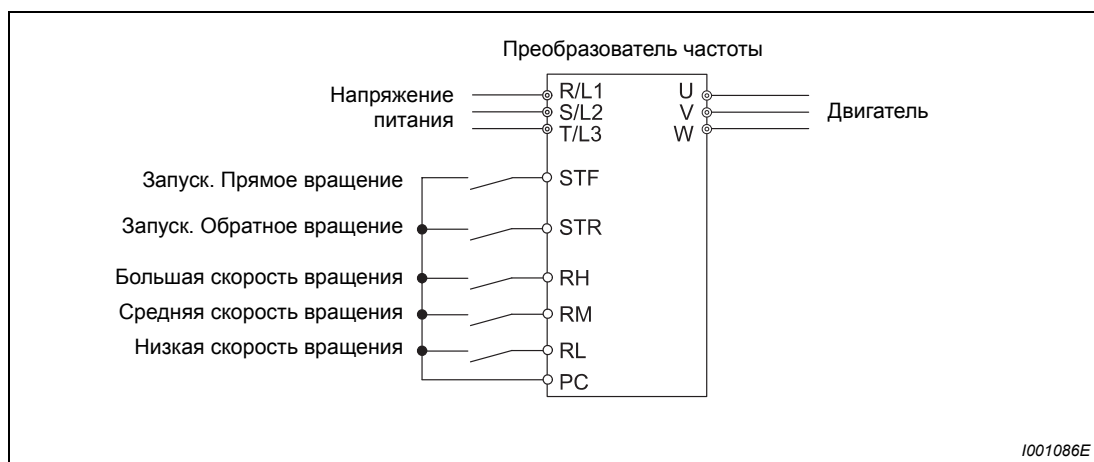 Преобразователь частоты
Напряжение
питания
R/L1
S/L2
T/L3
U
V
W
Двигатель
Запуск. Прямое вращение
STF
Запуск. Обратное вращение
STR
Большая скорость вращения
RH
Средняя скорость вращения
RM
Низкая скорость вращения
RL
PC
I001086E